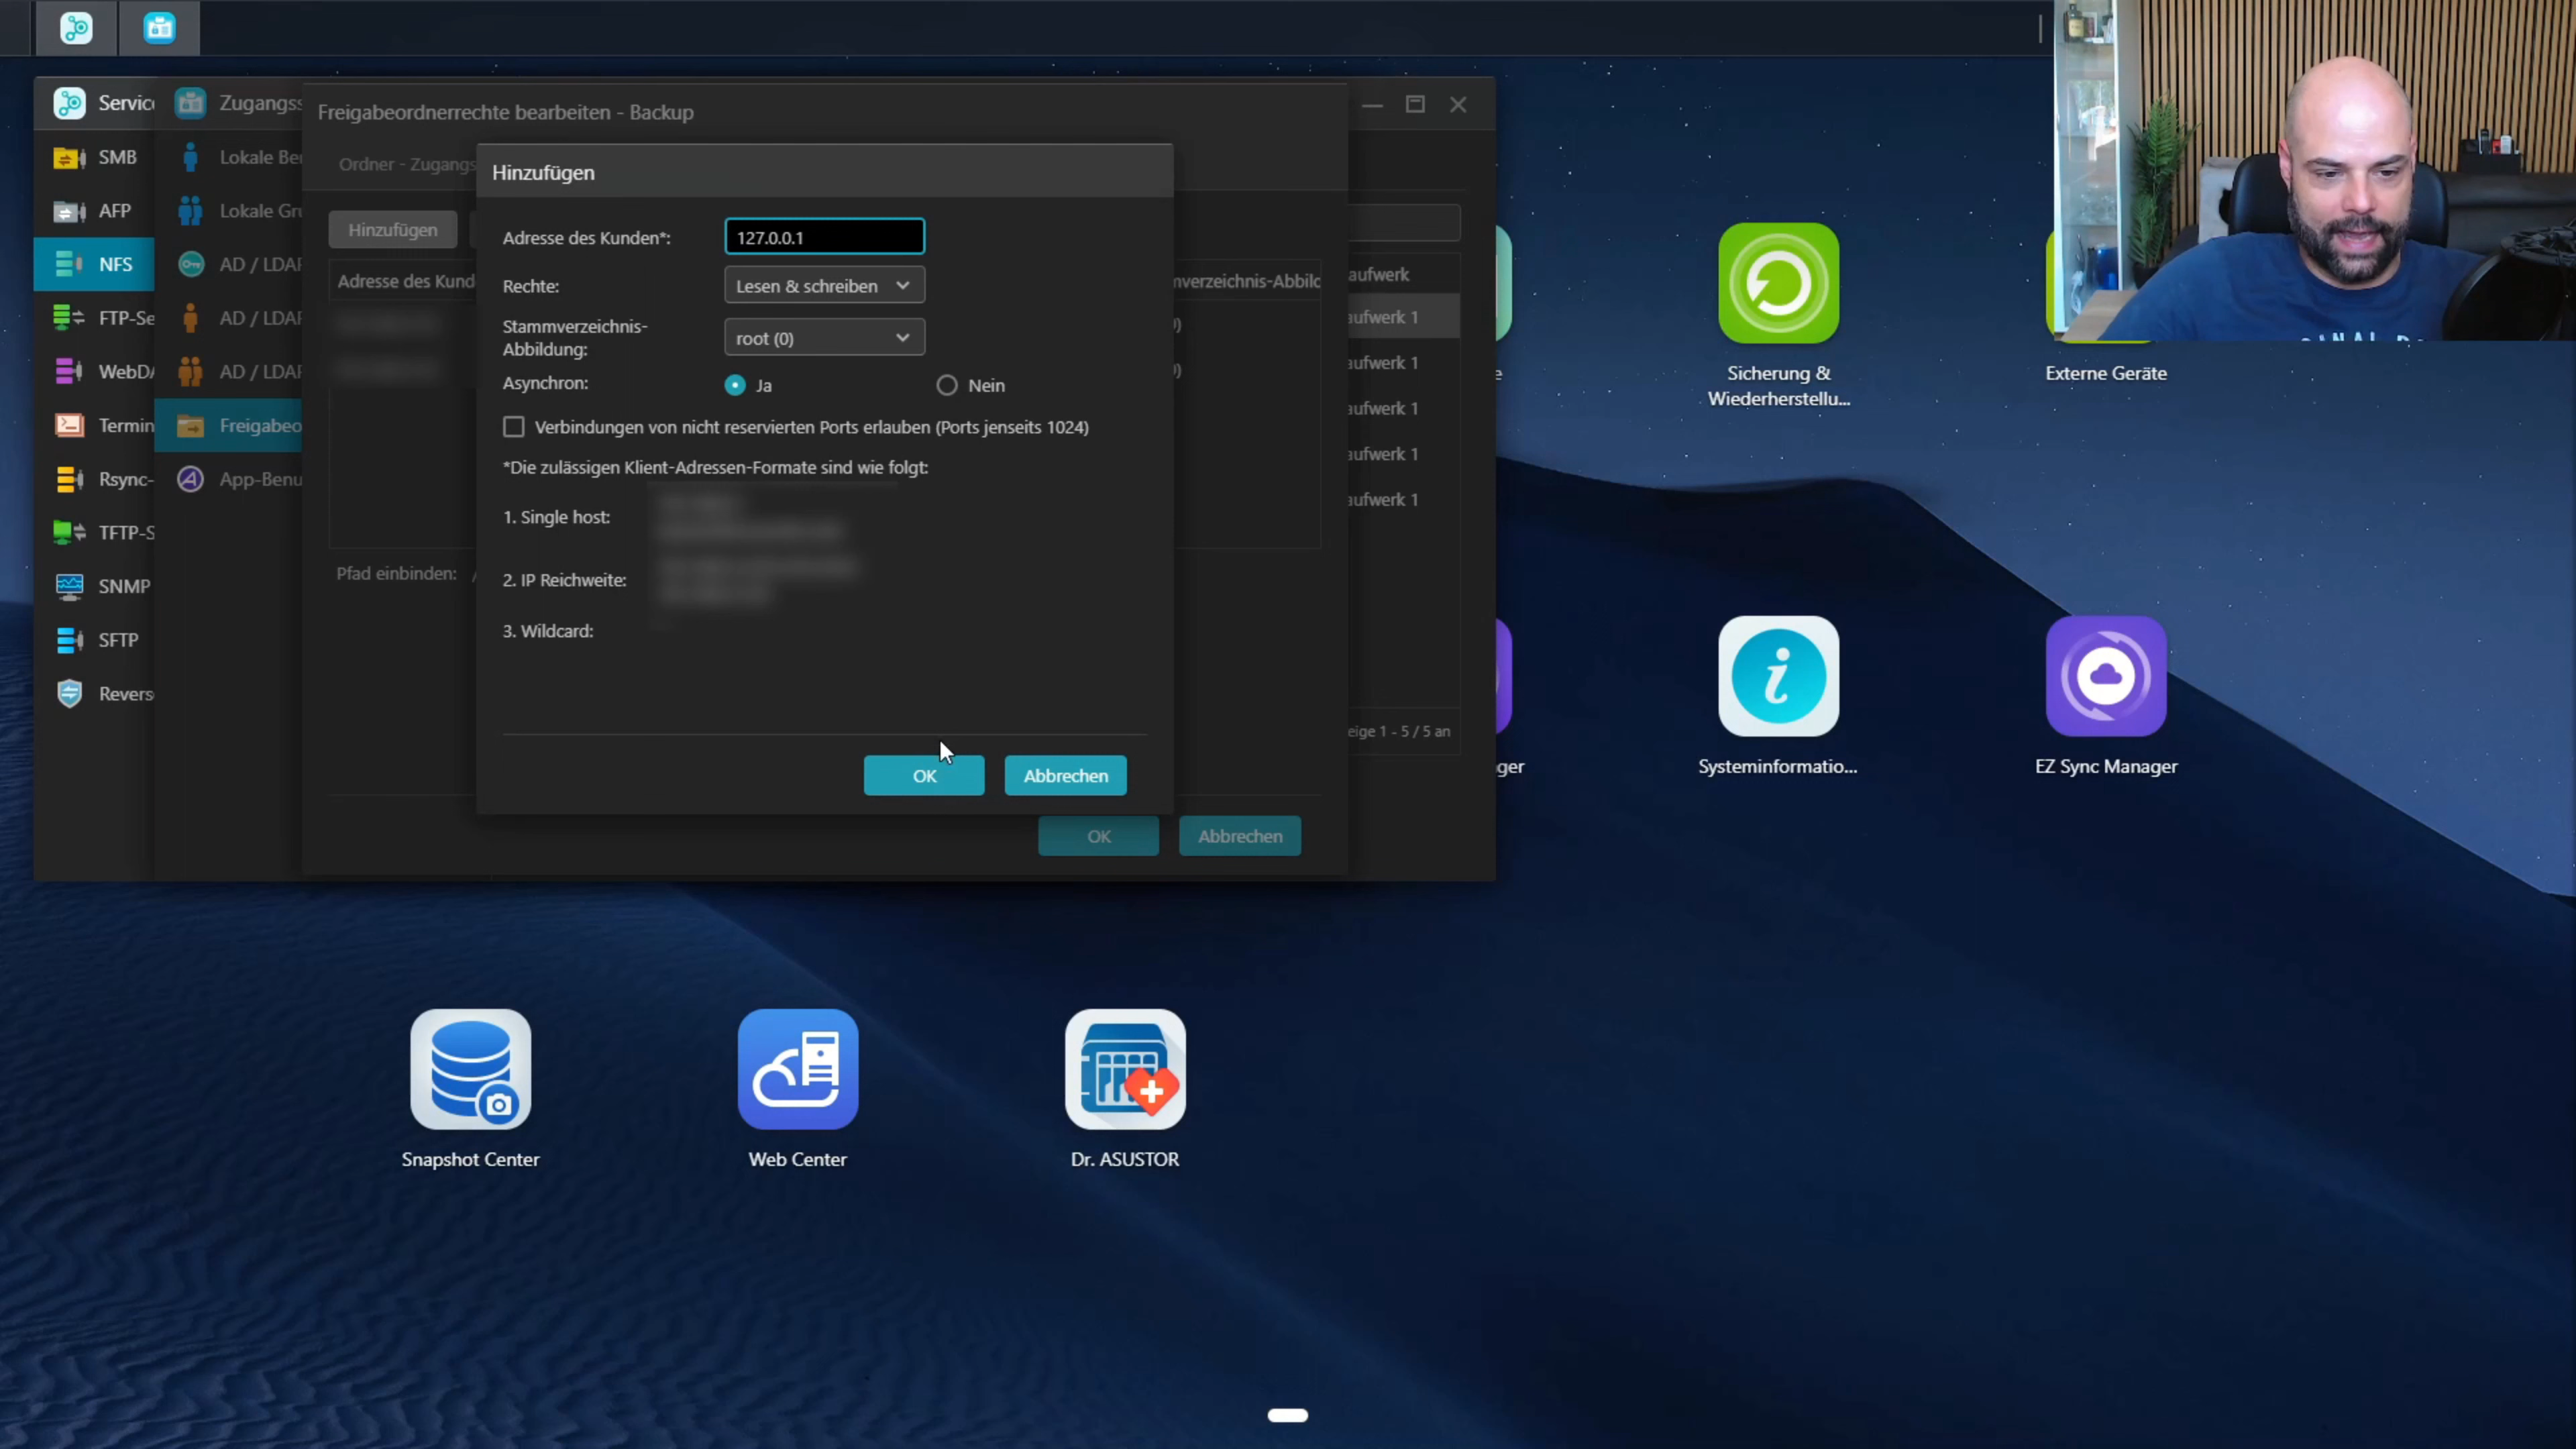 Servic
Zugangss
Freigabeordnerrechte bearbeiten - Backup
SMB
AFP
NFS
FTP-Se
WebDA
Termin
Rsync-
TFTP-S
SNMP
SFTP
Revers
Lokale Ber
Lokale Gru
AD / LDAP
AD / LDAP
AD / LDAP
Freigabeo
App-Benu
Ordner - Zugangs
Hinzufügen
Adresse des Kund
nverzeichnis-Abbild
Pfad einbinden:
Hinzufügen
Adresse des Kunden*:
127.0.0.1
Rechte:
Lesen & schreiben
Stammverzeichnis-
Abbildung:
root (0)
Asynchron:
Ja
Nein
Verbindungen von nicht reservierten Ports erlauben (Ports jenseits 1024)
*Die zulässigen Klient-Adressen-Formate sind wie folgt:
1. Single host:
2. IP Reichweite:
3. Wildcard:
OK
Abbrechen
OK
Abbrechen
aufwerk
aufwerk 1
aufwerk 1
aufwerk 1
aufwerk 1
aufwerk 1
eige 1 - 5 / 5 an
e
Sicherung &
Wiederherstellu...
Externe Geräte
ger
Systeminformatio...
EZ Sync Manager
Snapshot Center
Web Center
Dr. ASUSTOR